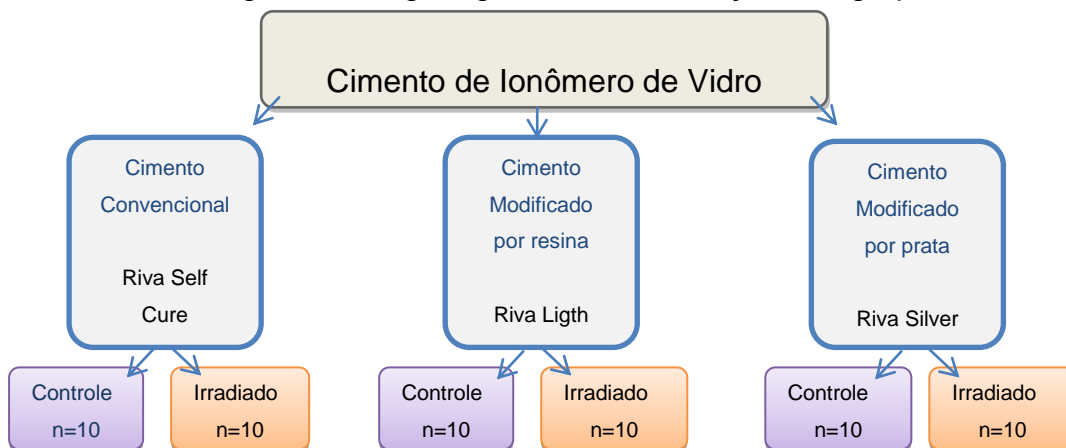 Cimento de Ionômero de Vidro
Cimento
Convencional
Riva Self
Cure
Cimento
Modificado
por resina
Riva Ligth
Cimento
Modificado
por prata
Riva Silver
Controle
n=10
Irradiado
n=10
Controle
n=10
Irradiado
n=10
Controle
n=10
Irradiado
n=10